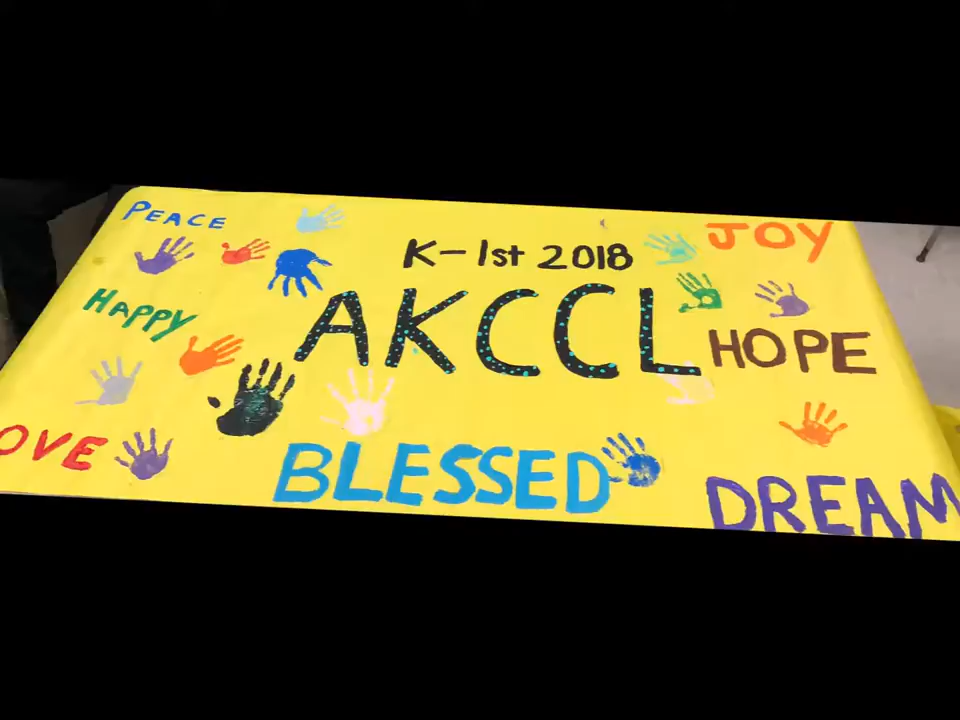 PEACE
JOY
K-1st 2018
HAPPY
AKCCL
HOPE
OVE
BLESSED
DREAM